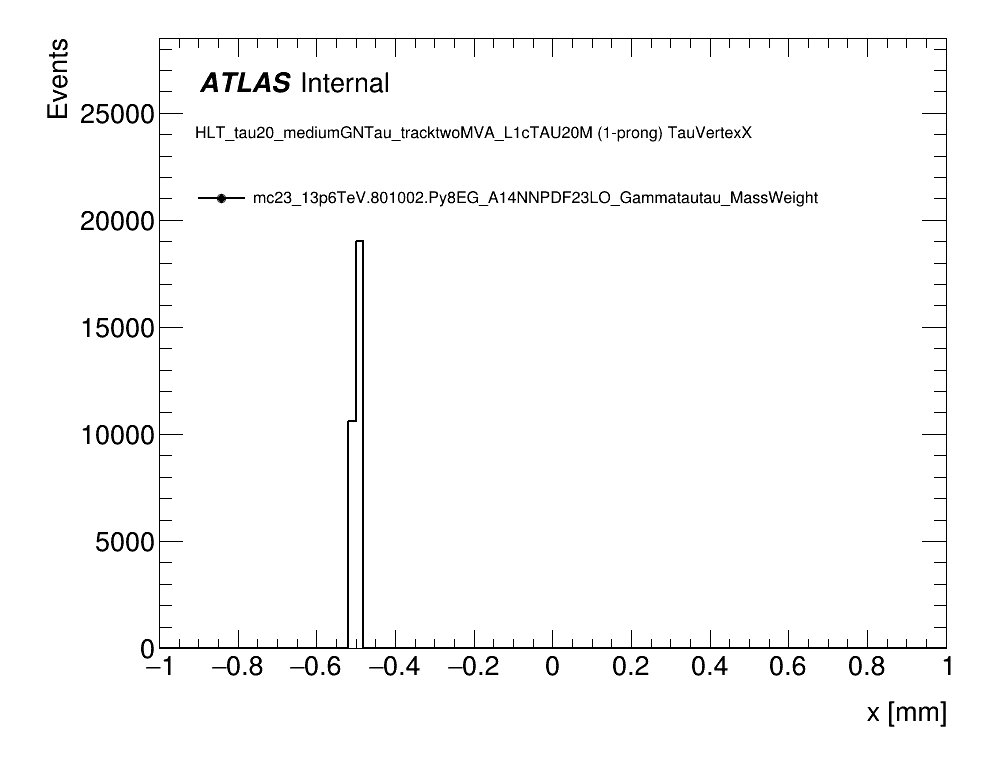 Events
ATLAS Internal
HLT_tau20_mediumGNTau_tracktwoMVA_L1cTAU20M (1-prong) TauVertexX
mc23_13p6TeV.801002.Py8EG_A14NNPDF23LO_Gammatautau_MassWeight
25000
20000
15000
10000
5000
0
−1 −0.8 −0.6 −0.4 −0.2 0 0.2 0.4 0.6 0.8 1
x [mm]